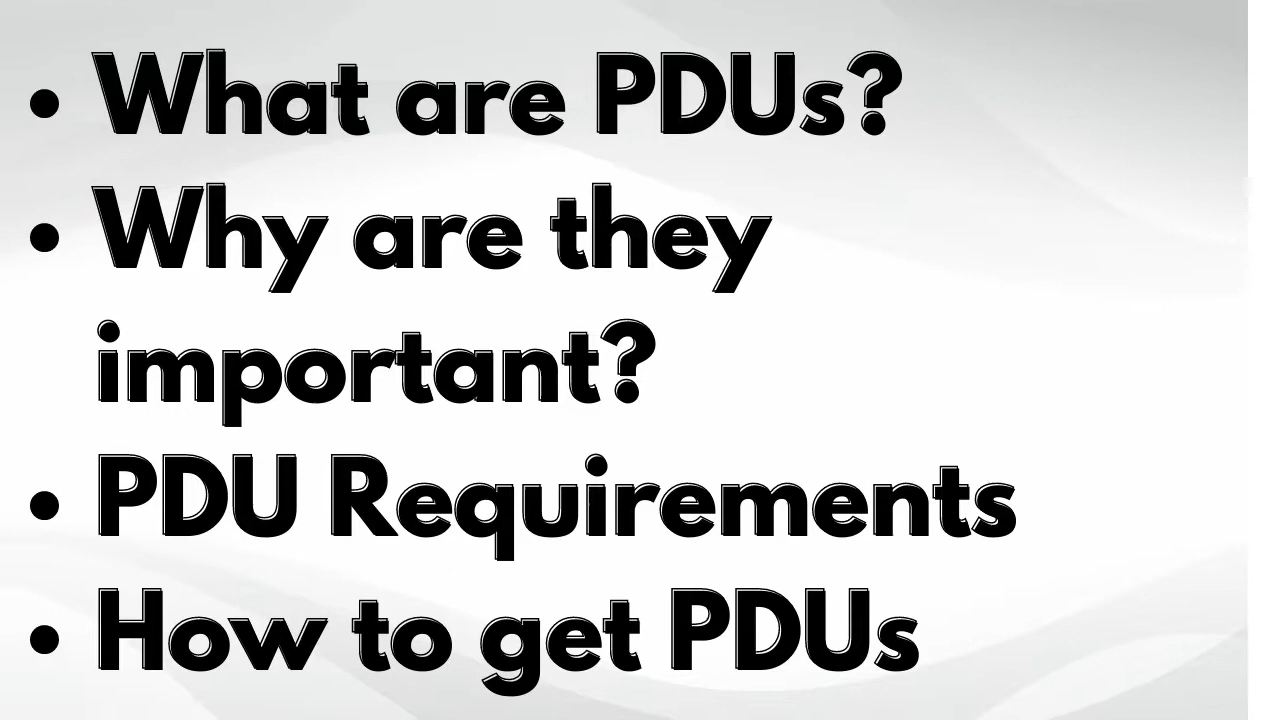 • What are PDUs?
• Why are they
important?
• PDU Requirements
• How to get PDUs